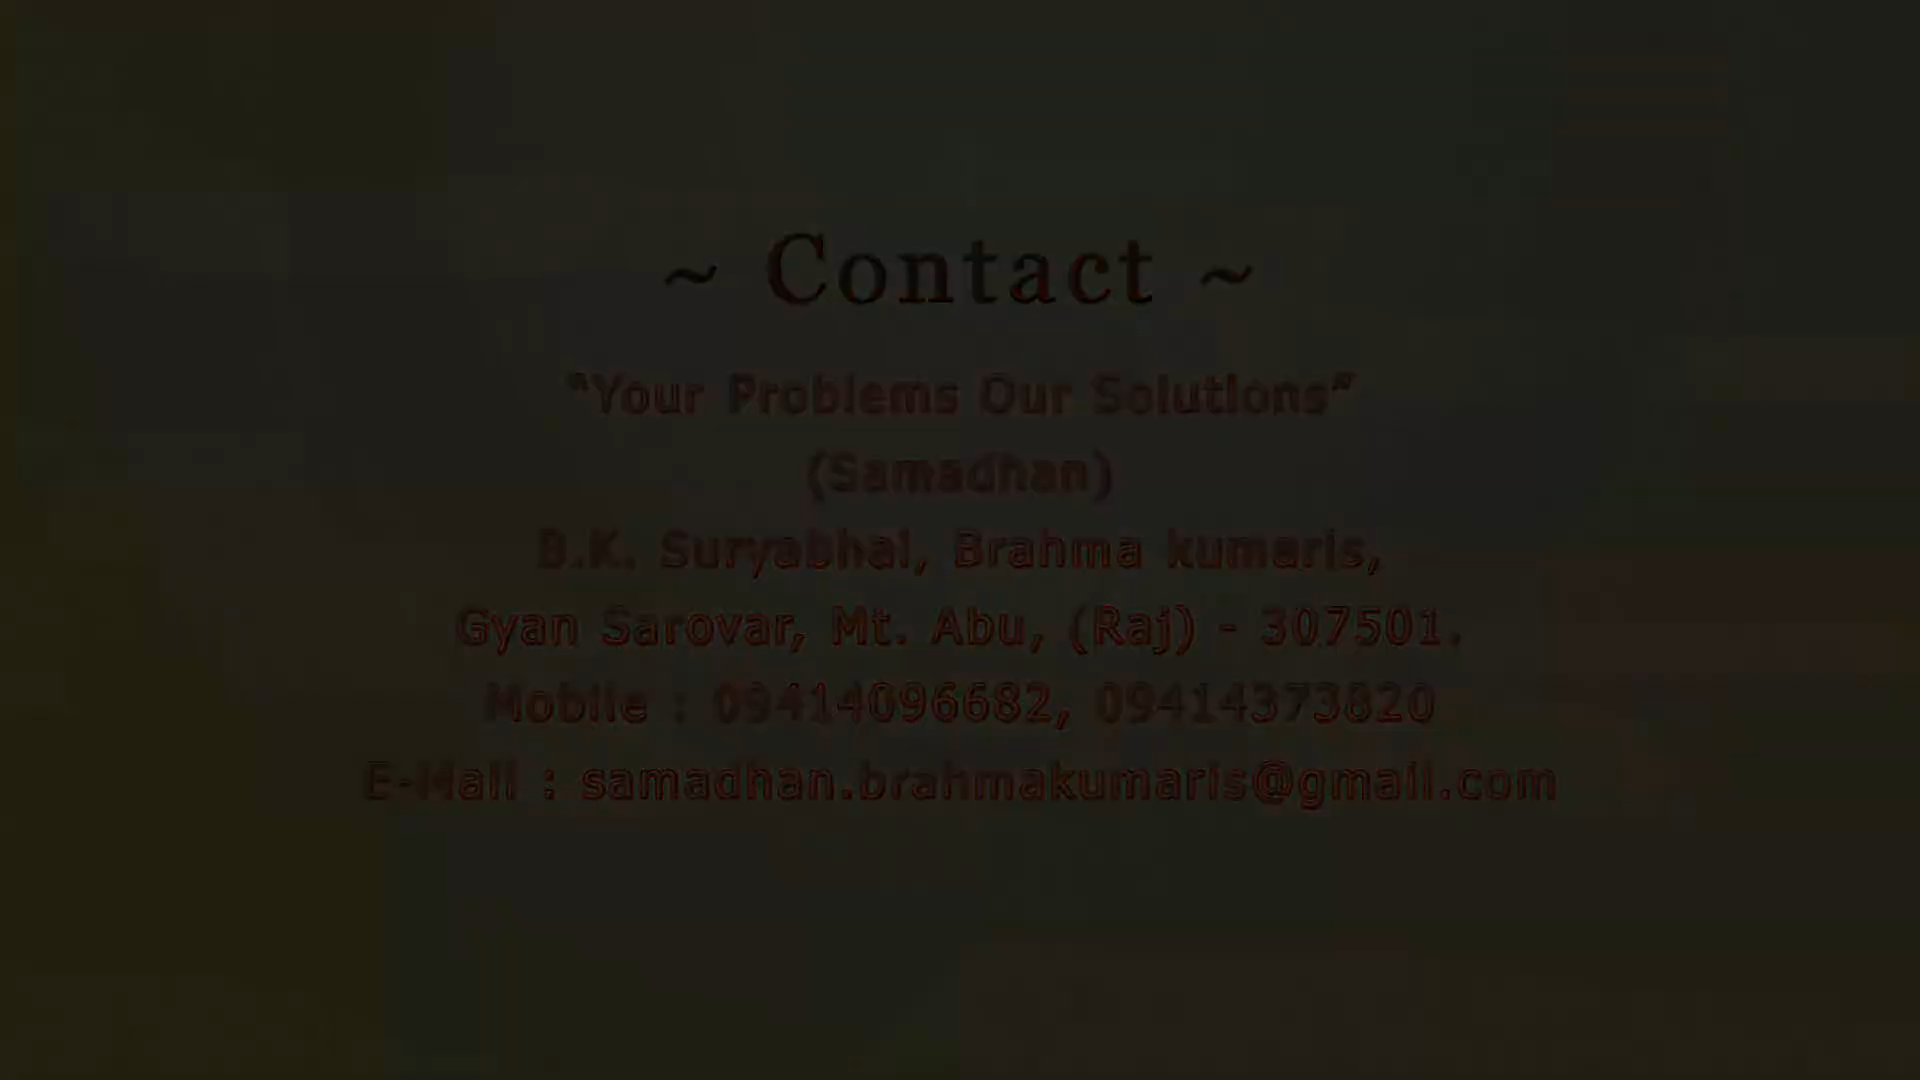 ~ Contact ~
"Your Problems Our Solutions"
(Samadhan)
B.K. Suryabhai, Brahma kumaris,
Gyan Sarovar, Mt. Abu, (Raj) - 307501.
Mobile : 09414096682, 09414373820
E-Mail : samadhan.brahmakumaris@gmail.com